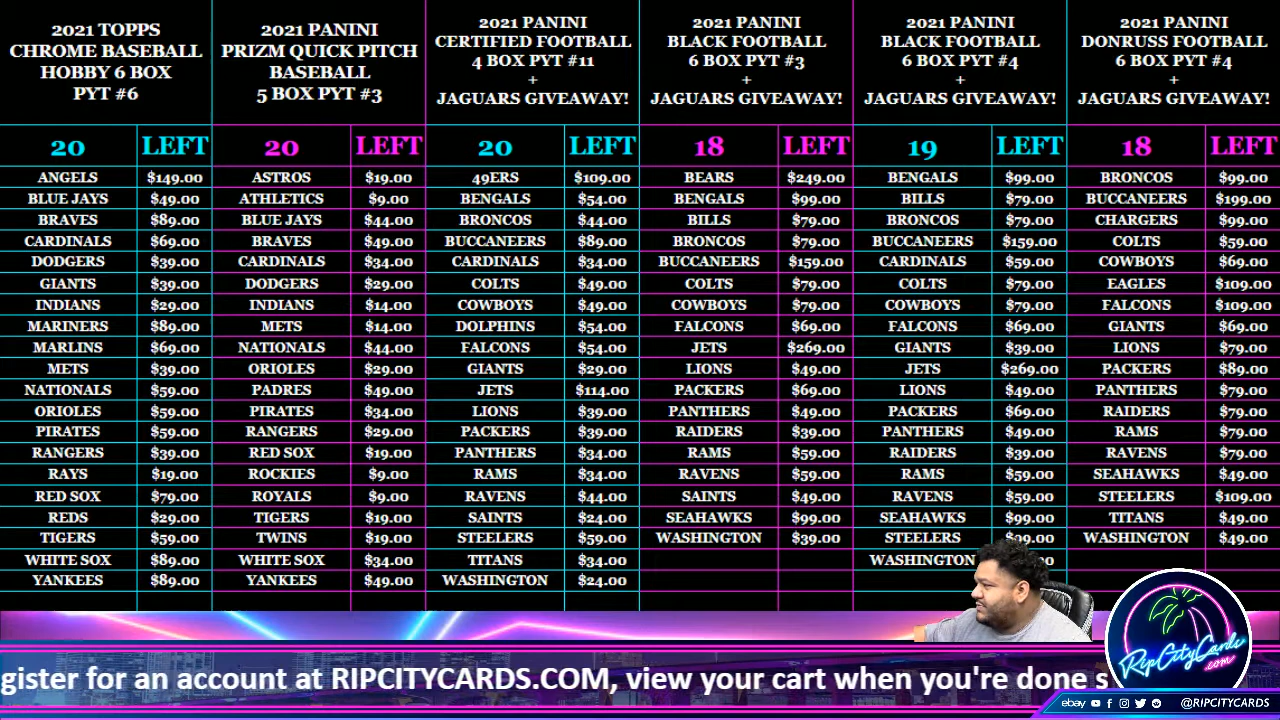 2021 TOPPS
CHROME BASEBALL
HOBBY 6 BOX
PYT #6
20 LEFT
ANGELS $149.00
BLUE JAYS $49.00
BRAVES $89.00
CARDINALS $69.00
DODGERS $39.00
GIANTS $39.00
INDIANS $29.00
MARINERS $89.00
MARLINS $69.00
METS $39.00
NATIONALS $59.00
ORIOLES $59.00
PIRATES $59.00
RANGERS $39.00
RAYS $19.00
RED SOX $79.00
REDS $29.00
TIGERS $59.00
WHITE SOX $89.00
YANKEES $89.00
2021 PANINI
PRIZM QUICK PITCH
BASEBALL
5 BOX PYT #3
20 LEFT
ASTROS $19.00
ATHLETICS $9.00
BLUE JAYS $44.00
BRAVES $49.00
CARDINALS $34.00
DODGERS $29.00
INDIANS $14.00
METS $14.00
NATIONALS $44.00
ORIOLES $29.00
PADRES $49.00
PIRATES $34.00
RANGERS $29.00
RED SOX $19.00
ROCKIES $9.00
ROYALS $9.00
TIGERS $19.00
TWINS $19.00
WHITE SOX $34.00
YANKEES $49.00
2021 PANINI
CERTIFIED FOOTBALL
4 BOX PYT #11
+
JAGUARS GIVEAWAY!
20 LEFT
49ERS $109.00
BENGALS $54.00
BRONCOS $44.00
BUCCANEERS $89.00
CARDINALS $34.00
COLTS $49.00
COWBOYS $49.00
DOLPHINS $54.00
FALCONS $54.00
GIANTS $29.00
JETS $114.00
LIONS $39.00
PACKERS $39.00
PANTHERS $34.00
RAMS $34.00
RAVENS $44.00
SAINTS $24.00
STEELERS $59.00
TITANS $34.00
WASHINGTON $24.00
2021 PANINI
BLACK FOOTBALL
6 BOX PYT #3
+
JAGUARS GIVEAWAY!
18 LEFT
BEARS $249.00
BENGALS $99.00
BILLS $79.00
BRONCOS $79.00
BUCCANEERS $159.00
COLTS $79.00
COWBOYS $79.00
FALCONS $69.00
JETS $269.00
LIONS $49.00
PACKERS $69.00
PANTHERS $49.00
RAIDERS $39.00
RAMS $59.00
RAVENS $59.00
SAINTS $49.00
SEAHAWKS $99.00
WASHINGTON $39.00
2021 PANINI
BLACK FOOTBALL
6 BOX PYT #4
+
JAGUARS GIVEAWAY!
19 LEFT
BENGALS $99.00
BILLS $79.00
BRONCOS $79.00
BUCCANEERS $159.00
CARDINALS $59.00
COLTS $79.00
COWBOYS $79.00
FALCONS $69.00
GIANTS $39.00
JETS $269.00
LIONS $49.00
PACKERS $69.00
PANTHERS $49.00
RAIDERS $39.00
RAMS $59.00
RAVENS $59.00
SEAHAWKS $99.00
STEELERS
WASHINGTON
2021 PANINI
DONRUSS FOOTBALL
6 BOX PYT #4
+
JAGUARS GIVEAWAY!
18 LEFT
BRONCOS $99.00
BUCCANEERS $199.00
CHARGERS $99.00
COLTS $59.00
COWBOYS $69.00
EAGLES $109.00
FALCONS $109.00
GIANTS $69.00
LIONS $79.00
PACKERS $89.00
PANTHERS $79.00
RAIDERS $79.00
RAMS $79.00
RAVENS $79.00
SEAHAWKS $49.00
STEELERS $109.00
TITANS $49.00
WASHINGTON $49.00
gister for an account at RIPCITYCARDS.COM, view your cart when you're done s
RipCityCards
.com
ebay @RIPCITYCARDS